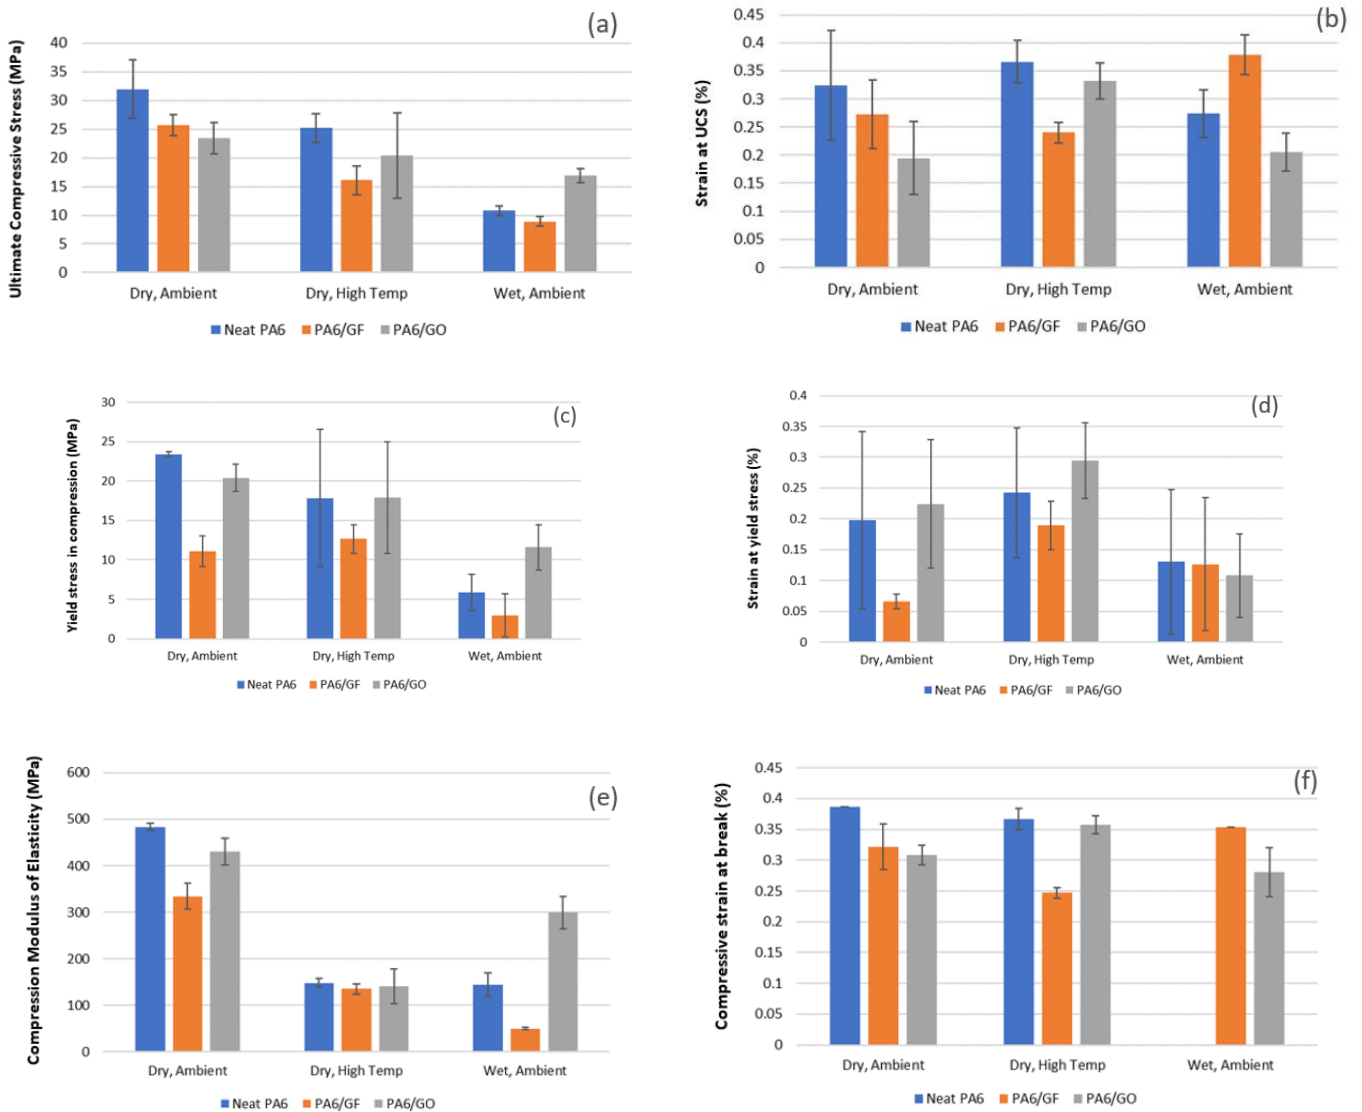 (a)
Ultimate Compressive Stress (MPa)
40
35
30
25
20
15
10
5
0
Dry, Ambient Dry, High Temp Wet, Ambient
Neat PA6 PA6/GF PA6/GO
(b)
Strain at UCS (%)
0.45
0.4
0.35
0.3
0.25
0.2
0.15
0.1
0.05
0
Dry, Ambient Dry, High Temp Wet, Ambient
Neat PA6 PA6/GF PA6/GO
(c)
Yield stress in compression (MPa)
30
25
20
15
10
5
0
Dry, Ambient Dry, High Temp Wet, Ambient
Neat PA6 PA6/GF PA6/GO
(d)
Strain at yield stress (%)
0.4
0.35
0.3
0.25
0.2
0.15
0.1
0.05
0
Dry, Ambient Dry, High Temp Wet, Ambient
Neat PA6 PA6/GF PA6/GO
(e)
Compression Modulus of Elasticity (MPa)
600
500
400
300
200
100
0
Dry, Ambient Dry, High Temp Wet, Ambient
Neat PA6 PA6/GF PA6/GO
(f)
Compressive strain at break (%)
0.45
0.4
0.35
0.3
0.25
0.2
0.15
0.1
0.05
0
Dry, Ambient Dry, High Temp Wet, Ambient
Neat PA6 PA6/GF PA6/GO